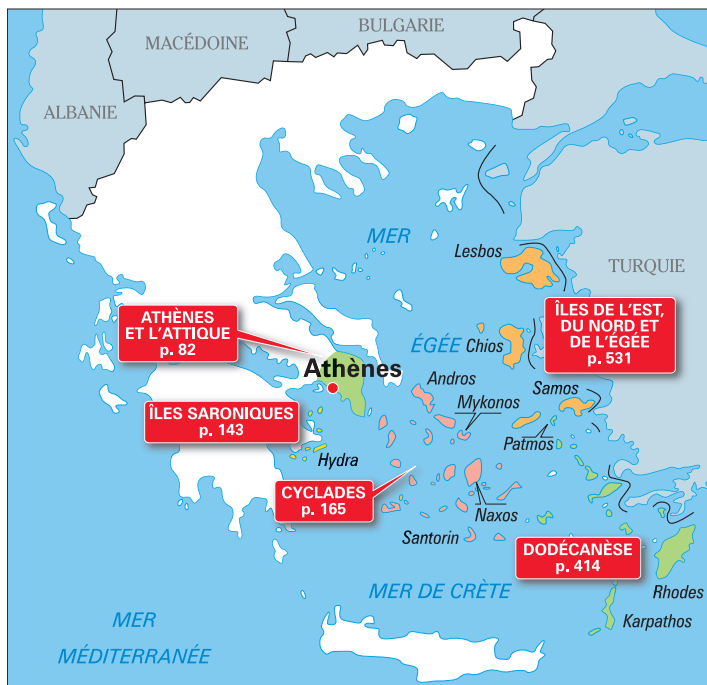 BULGARIE
MACÉDOINE
ALBANIE
MER
Lesbos
TURQUIE
ATHÈNES
ET L'ATTIQUE
p. 82
ÎLES DE L'EST,
DU NORD ET
DE L'ÉGÉE
p. 531
ÉGÉE
Chios
Athènes
Andros
Samos
Mykonos
ÎLES SARONIQUES
p. 143
Patmos
Hydra
CYCLADES
p. 165
Naxos
Santorin
DODÉCANÈSE
p. 414
MER DE CRÈTE
Rhodes
Karpathos
MER
MÉDITERRANÉE